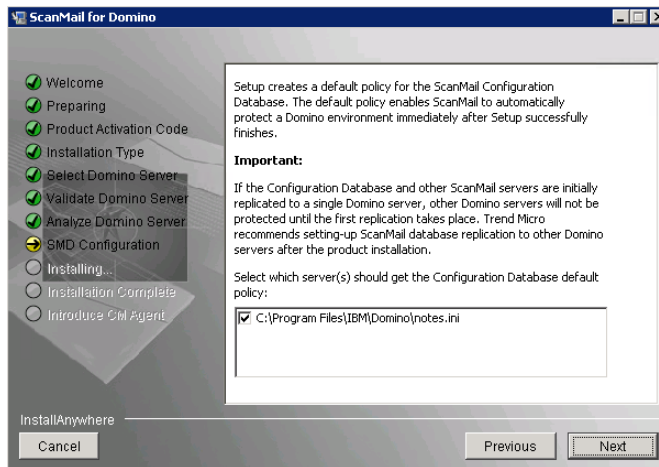 ScanMail for Domino
Welcome
Preparing
Product Activation Code
Installation Type
Select Domino Server
Validate Domino Server
Analyze Domino Server
SMD Configuration
Installing...
Installation Complete
Introduce CM Agent
Setup creates a default policy for the ScanMail Configuration
Database. The default policy enables ScanMail to automatically
protect a Domino environment immediately after Setup successfully
finishes.
Important:
If the Configuration Database and other ScanMail servers are initially
replicated to a single Domino server, other Domino servers will not be
protected until the first replication takes place. Trend Micro
recommends setting-up ScanMail database replication to other Domino
servers after the product installation.
Select which server(s) should get the Configuration Database default
policy:
C:\Program Files\IBM\Domino\notes.ini
InstallAnywhere
Cancel
Previous
Next